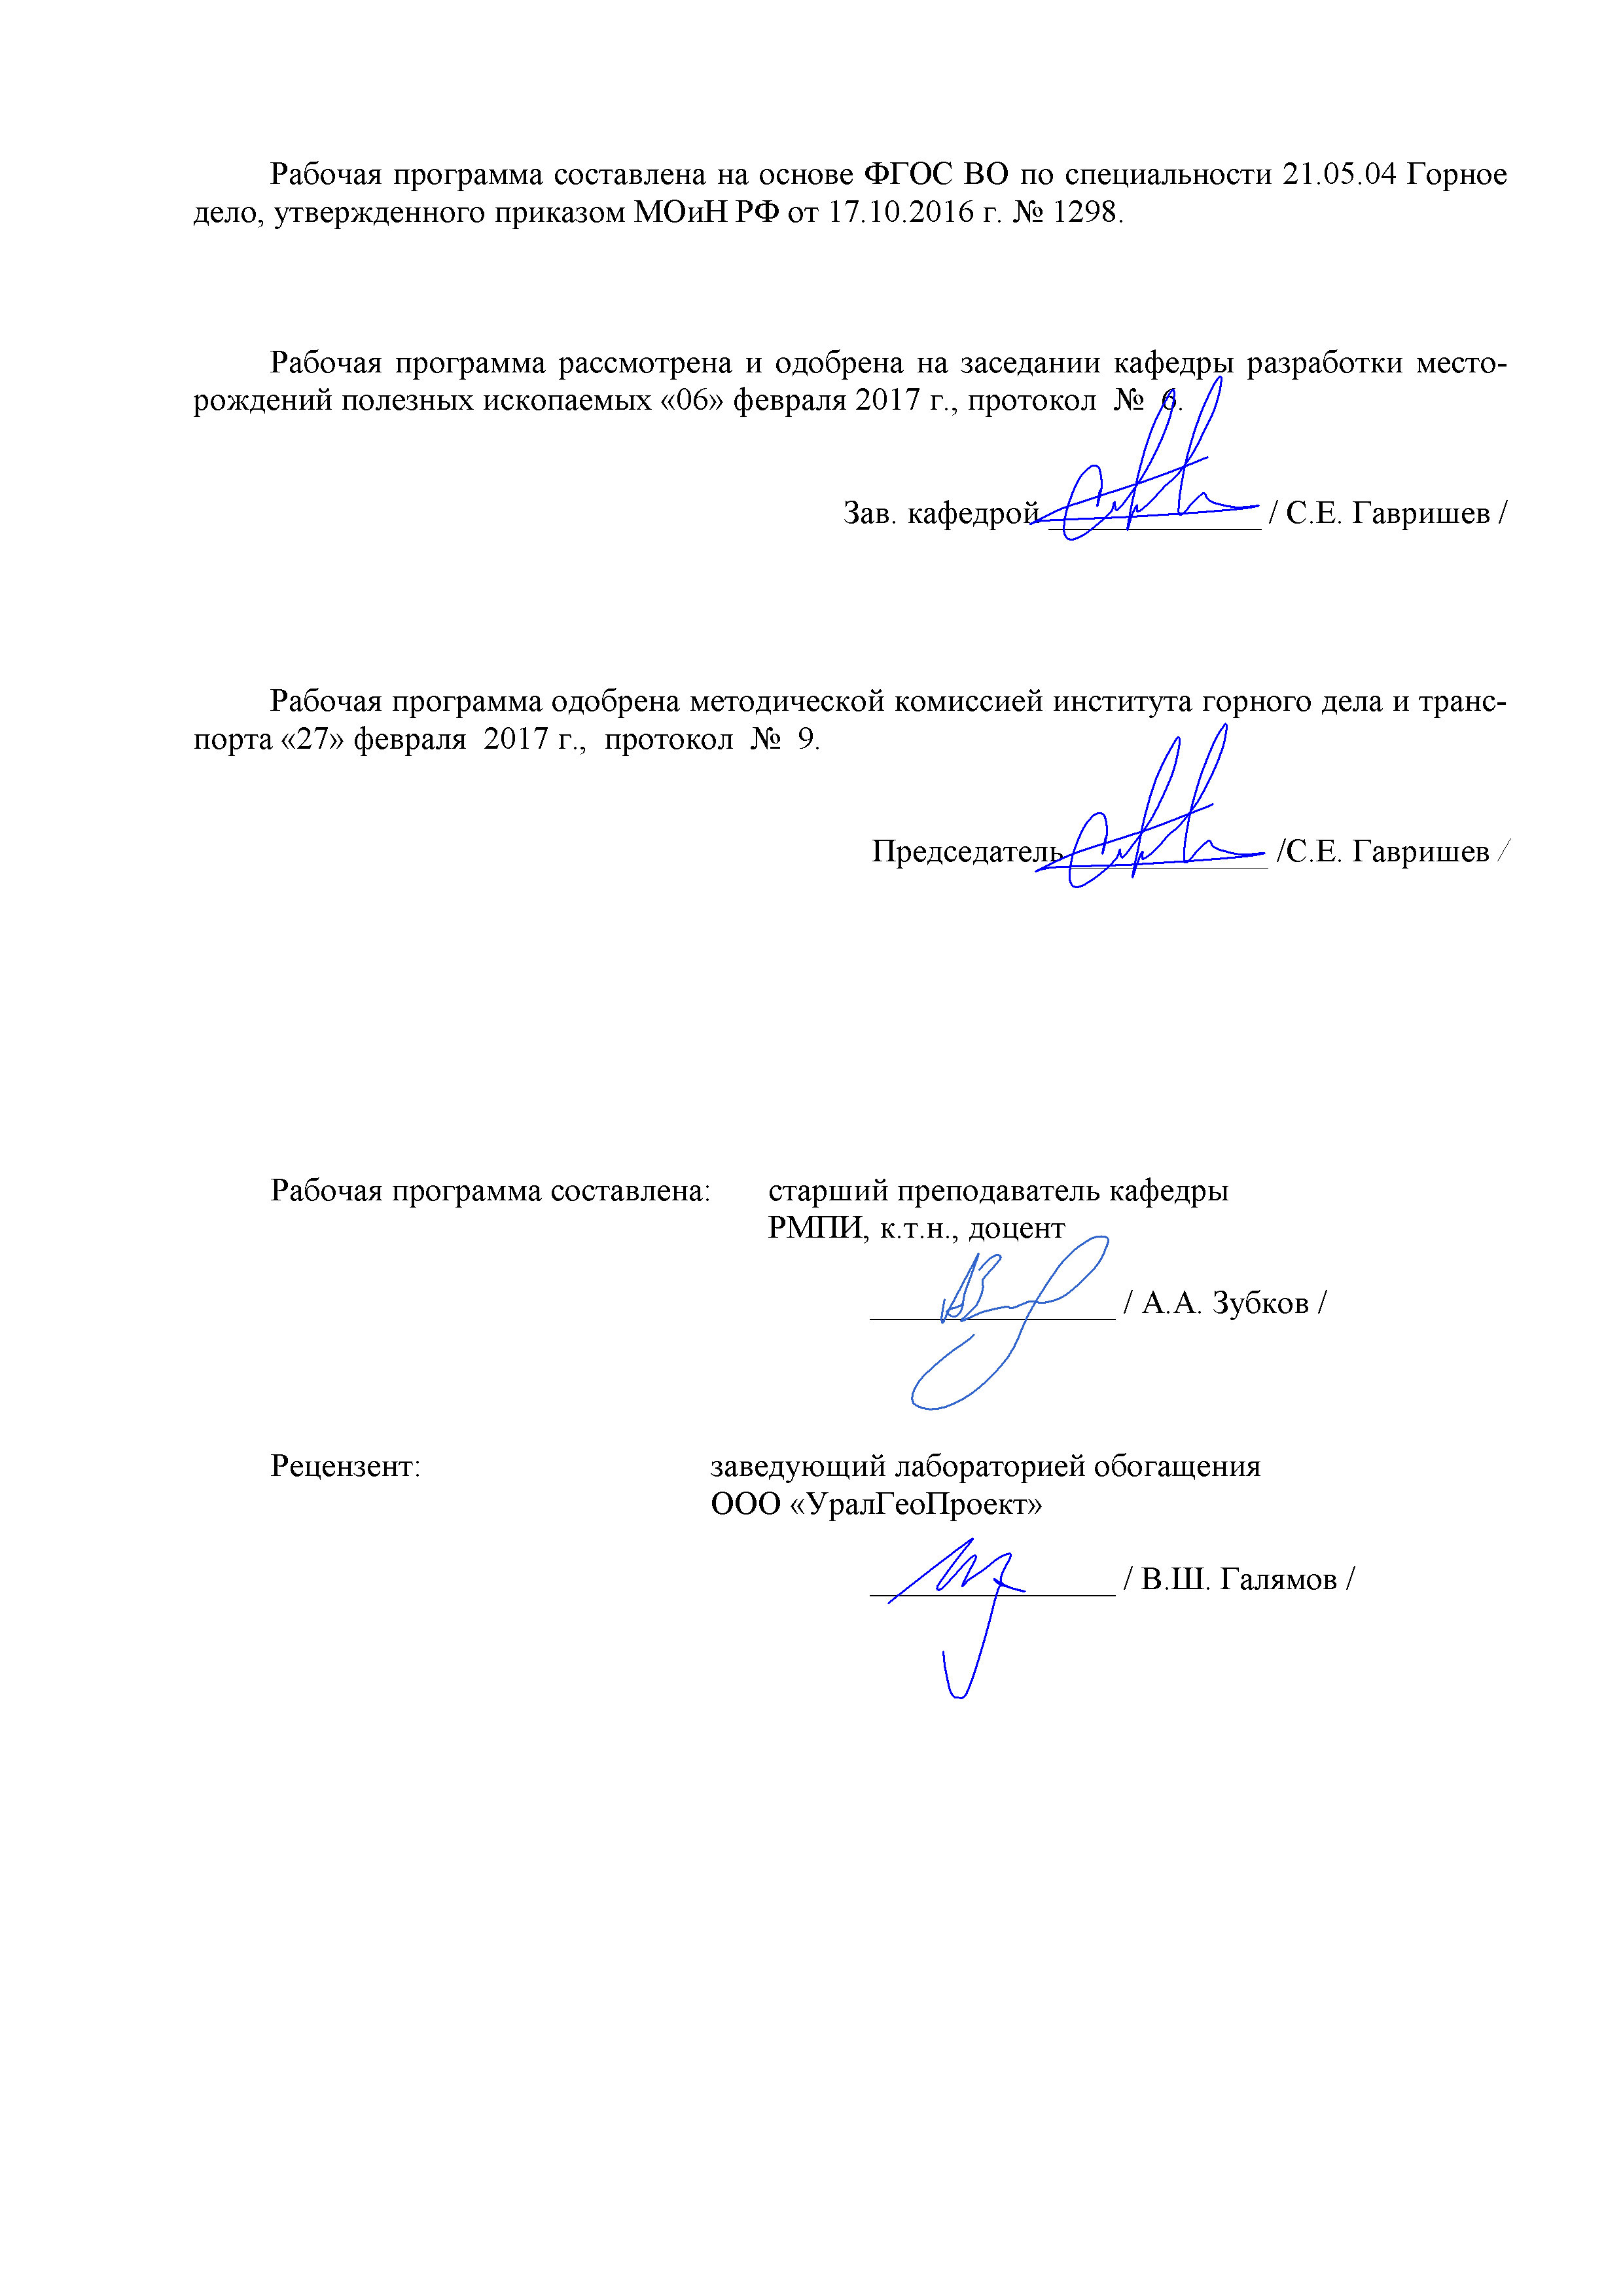 Рабочая программа составлена на основе ФГОС ВО по специальности 21.05.04 Горное
дело, утвержденного приказом МОиН РФ от 17.10.2016 г. № 1298.
Рабочая программа рассмотрена и одобрена на заседании кафедры разработки место-
рождений полезных ископаемых «06» февраля 2017 г., протокол № 6.
Зав. кафедрой ____________ / С.Е. Гавришев /
Рабочая программа одобрена методической комиссией института горного дела и транс-
порта «27» февраля 2017 г., протокол № 9.
Председатель ____________ /С.Е. Гавришев /
Рабочая программа составлена: старший преподаватель кафедры
РМПИ, к.т.н., доцент
______________ / А.А. Зубков /
Рецензент: заведующий лабораторией обогащения
ООО «УралГеоПроект»
______________ / В.Ш. Галямов /